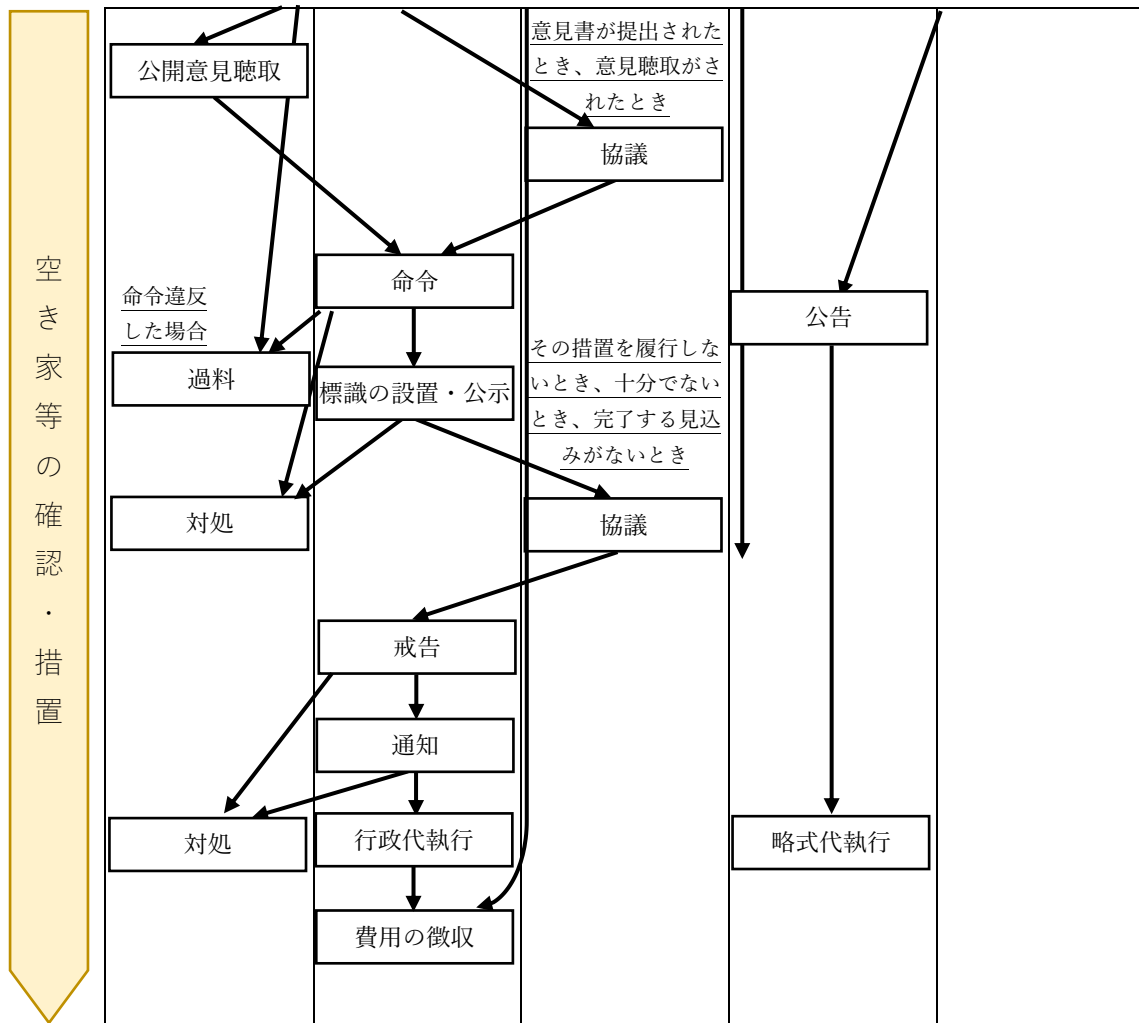 空き家等の確認・措置
公開意見聴取
意見書が提出された
とき、意見聴取がさ
れたとき
協議
命令
公告
命令違反
した場合
過料
標識の設置・公示
その措置を履行しな
いとき、十分でない
とき、完了する見込
みがないとき
対処
協議
戒告
通知
対処
行政代執行
略式代執行
費用の徴収